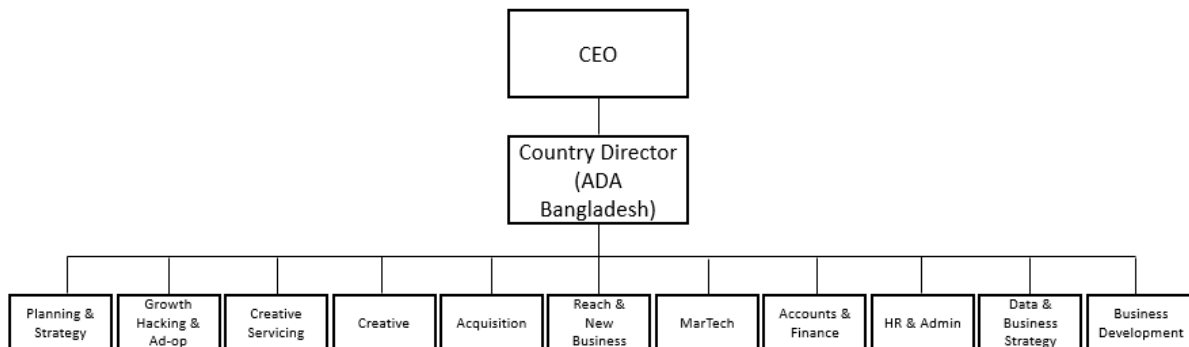 CEO
Country Director
(ADA
Bangladesh)
Planning &
Strategy
Growth
Hacking &
Ad-op
Creative
Servicing
Creative
Acquisition
Reach &
New
Business
MarTech
Accounts &
Finance
HR & Admin
Data &
Business
Strategy
Business
Development